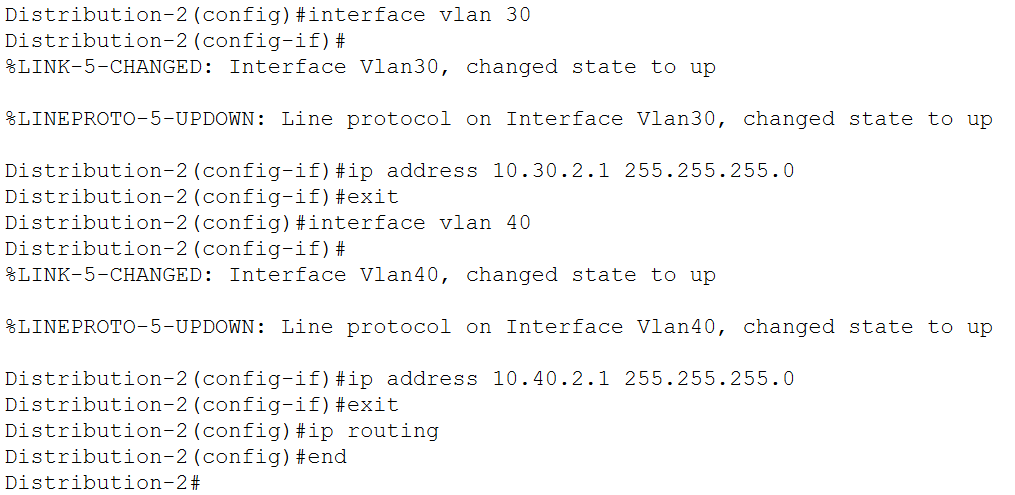 Distribution-2(config)#interface vlan 30
Distribution-2(config-if)#
%LINK-5-CHANGED: Interface Vlan30, changed state to up
%LINEPROTO-5-UPDOWN: Line protocol on Interface Vlan30, changed state to up
Distribution-2(config-if)#ip address 10.30.2.1 255.255.255.0
Distribution-2(config-if)#exit
Distribution-2(config)#interface vlan 40
Distribution-2(config-if)#
%LINK-5-CHANGED: Interface Vlan40, changed state to up
%LINEPROTO-5-UPDOWN: Line protocol on Interface Vlan40, changed state to up
Distribution-2(config-if)#ip address 10.40.2.1 255.255.255.0
Distribution-2(config-if)#exit
Distribution-2(config)#ip routing
Distribution-2(config)#end
Distribution-2#